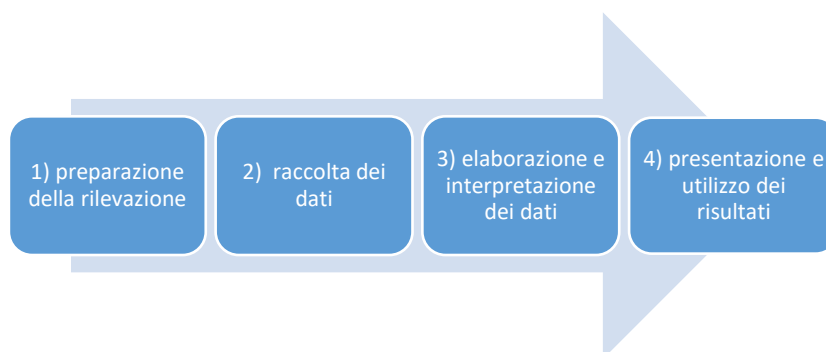 1) preparazione
della rilevazione
2) raccolta dei
dati
3) elaborazione e
interpretazione
dei dati
4) presentazione e
utilizzo dei
risultati